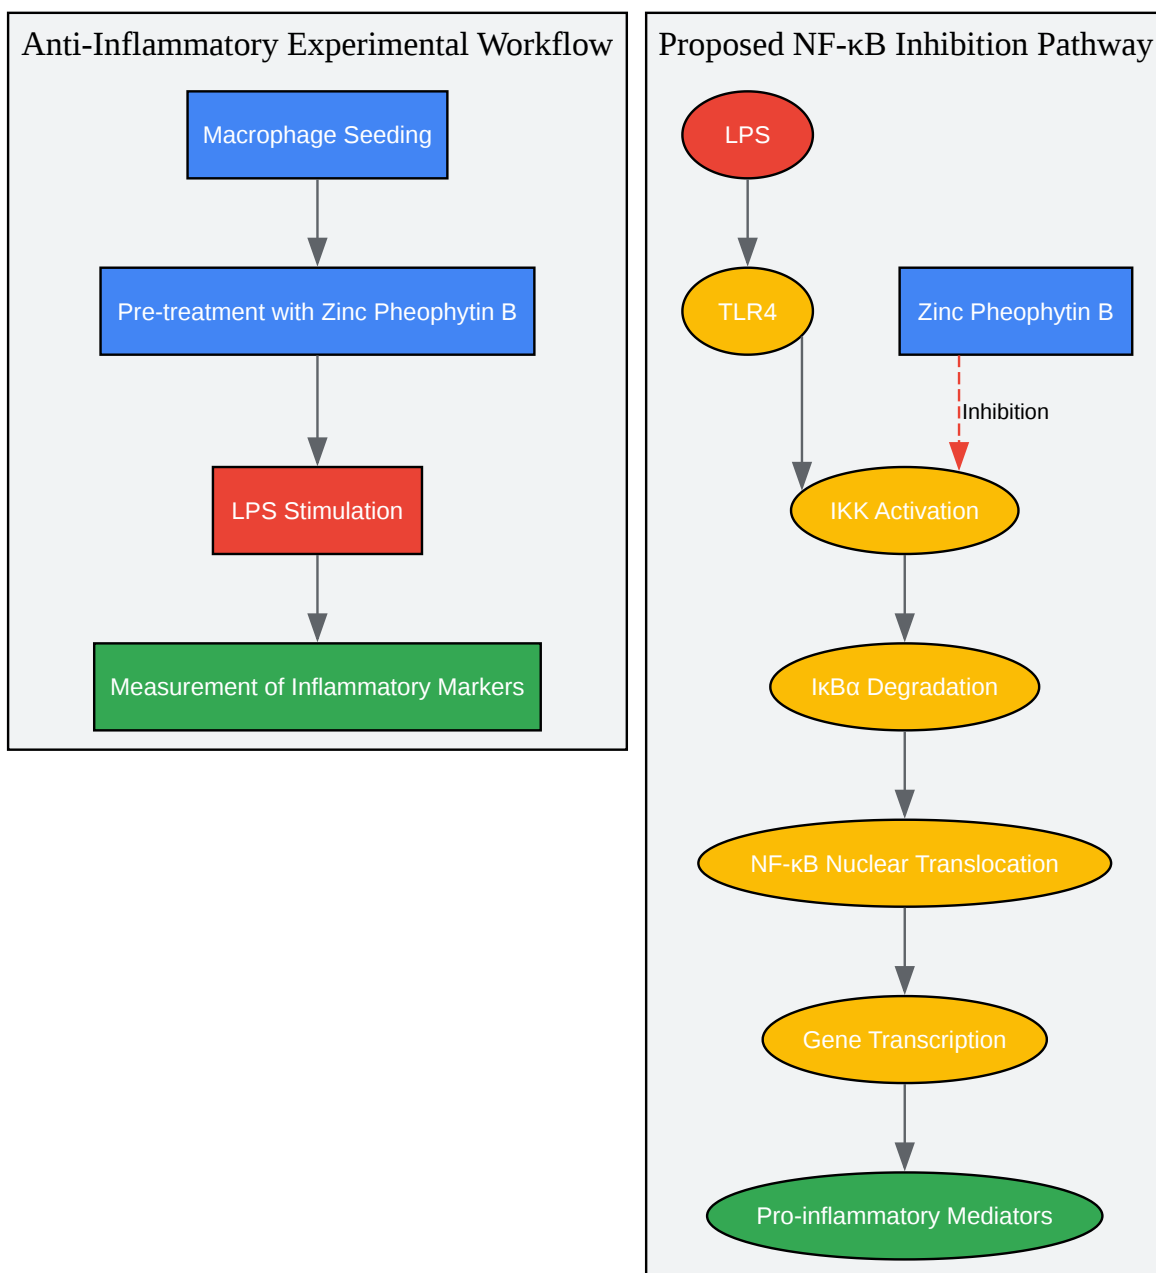 Anti-Inflammatory Experimental Workflow
Macrophage Seeding
Pre-treatment with Zinc Pheophytin B
LPS Stimulation
Measurement of Inflammatory Markers
Proposed NF-κB Inhibition Pathway
LPS
TLR4
Zinc Pheophytin B
Inhibition
IKK Activation
IκBα Degradation
NF-κB Nuclear Translocation
Gene Transcription
Pro-inflammatory Mediators